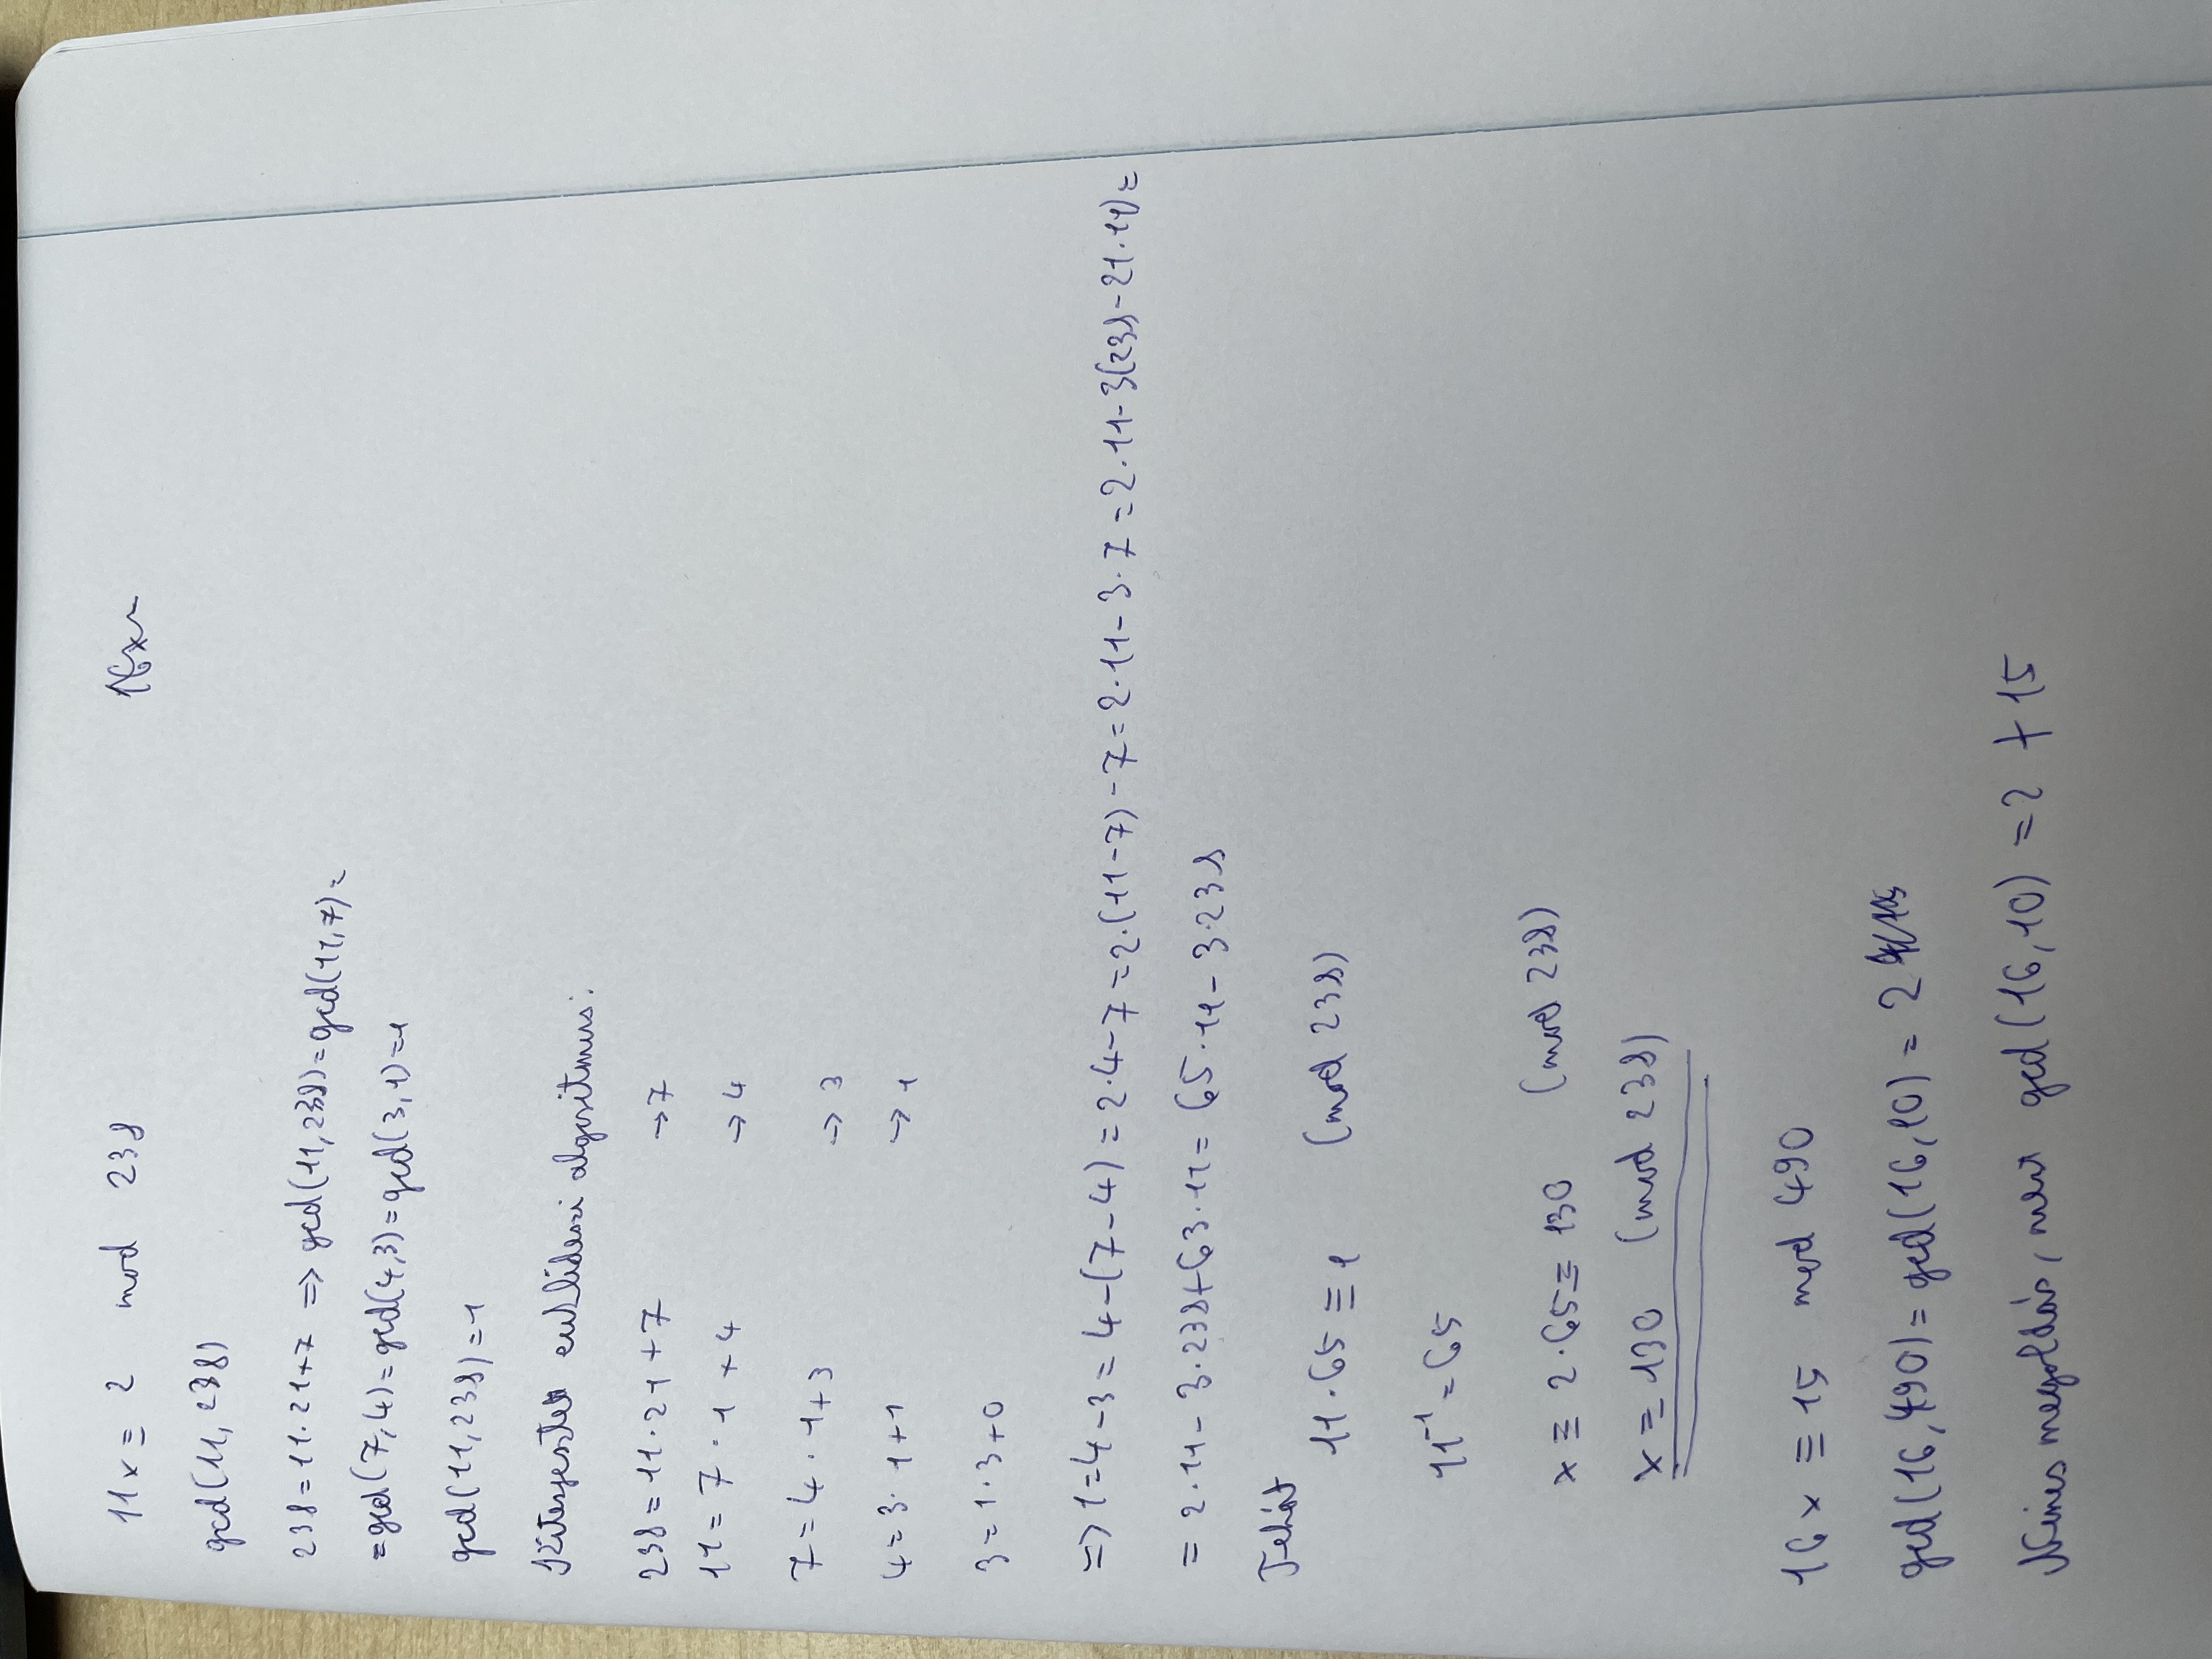 11x ≡ 2 mod 238
gcd(11, 238)
238 = 11·21+7 => gcd(11,238) = gcd(11,7) =
= gcd(7,4) = gcd(4,3) = gcd(3,1) = 1
gcd(11,238) = 1
Kiterjesztett euklideszi algoritmus:
238 = 11·21+7 → 7
11 = 7·1+4 → 4
7 = 4·1+3 → 3
4 = 3·1+1 → 1
3 = 1·3+0
=> 1 = 4-3 = 4-(7-4) = 2·4-7 = 2·(11-7)-7 = 2·11-3·7 = 2·11-3(238-21·11) =
= 2·11-3·238+63·11 = 65·11-3·238
Tehát
11·65 ≡ 1 (mod 238)
11⁻¹ = 65
x ≡ 2·65 ≡ 130 (mod 238)
x ≡ 130 (mod 238)
16x ≡ 15 mod 490
gcd(16,490) = gcd(16,10) = 2
Nincs megoldás, mert gcd(16,10) = 2 ∤ 15